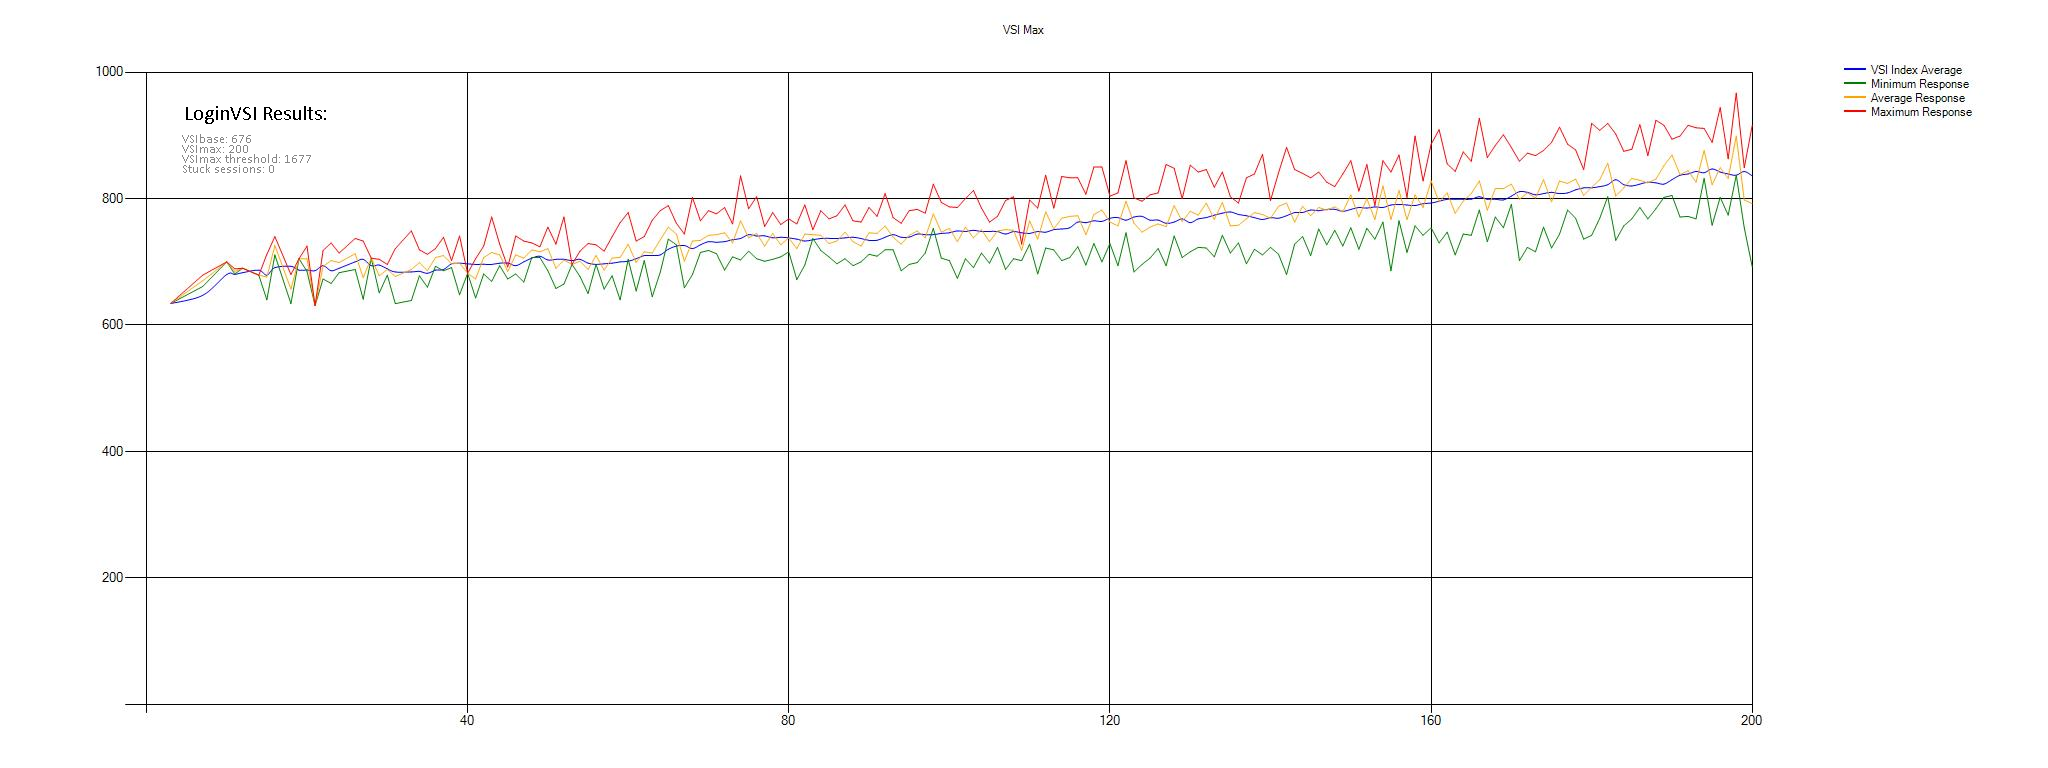 VSI Max
1000
800
600
400
200
LoginVSI Results:
VSIbase: 676
VSImax: 200
VSImax threshold: 1677
Stuck sessions: 0
40
80
120
160
200
VSI Index Average
Minimum Response
Average Response
Maximum Response